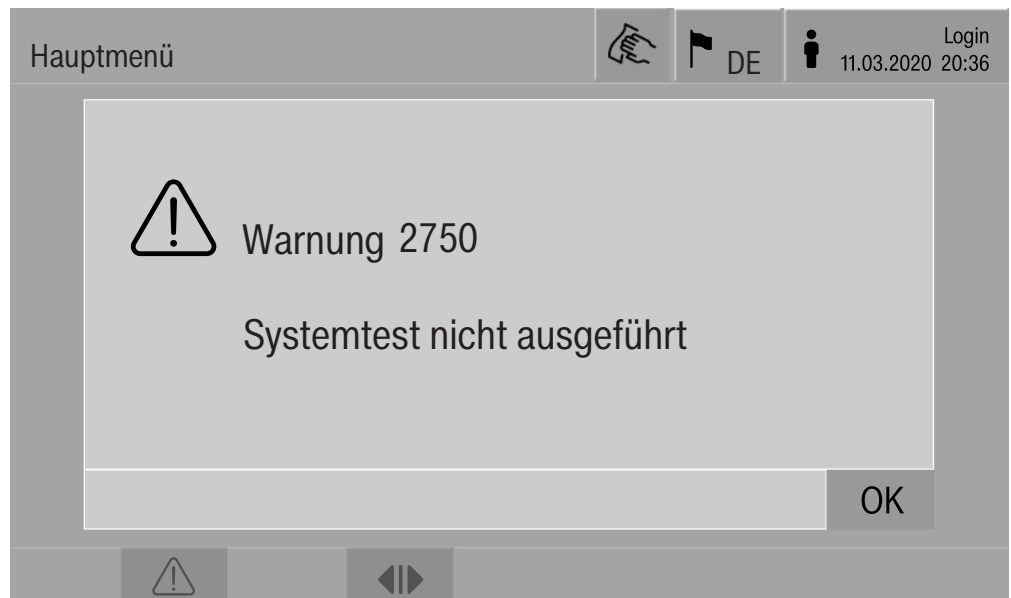 Hauptmenü
DE
Login
11.03.2020 20:36
Warnung 2750
Systemtest nicht ausgeführt
OK